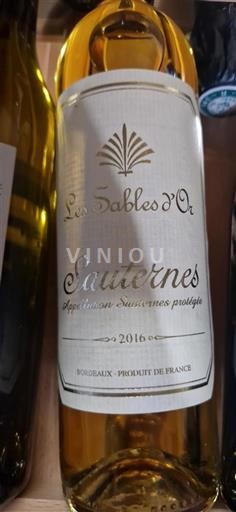 Les Sables d'Or
VINIOU
Sauternes
Appellation Sauternes protégée
2016
BORDEAUX - PRODUIT DE FRANCE